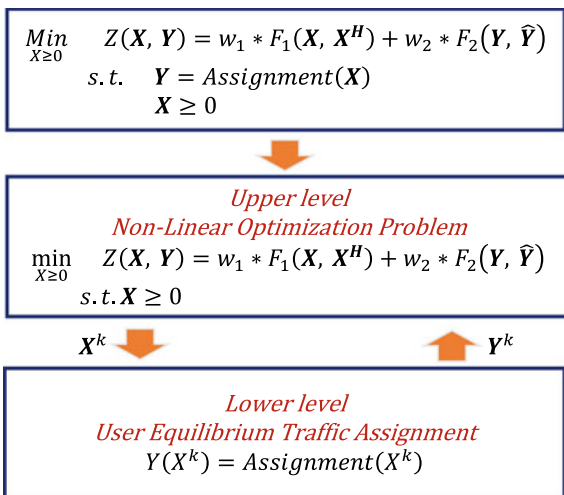 Min Z(X, Y) = w₁ * F₁(X, Xᴴ) + w₂ * F₂(Y, Ŷ)
X≥0
s. t. Y = Assignment(X)
X ≥ 0
Upper level
Non-Linear Optimization Problem
min Z(X, Y) = w₁ * F₁(X, Xᴴ) + w₂ * F₂(Y, Ŷ)
X≥0
s. t. X ≥ 0
Xᵏ Yᵏ
Lower level
User Equilibrium Traffic Assignment
Y(Xᵏ) = Assignment(Xᵏ)